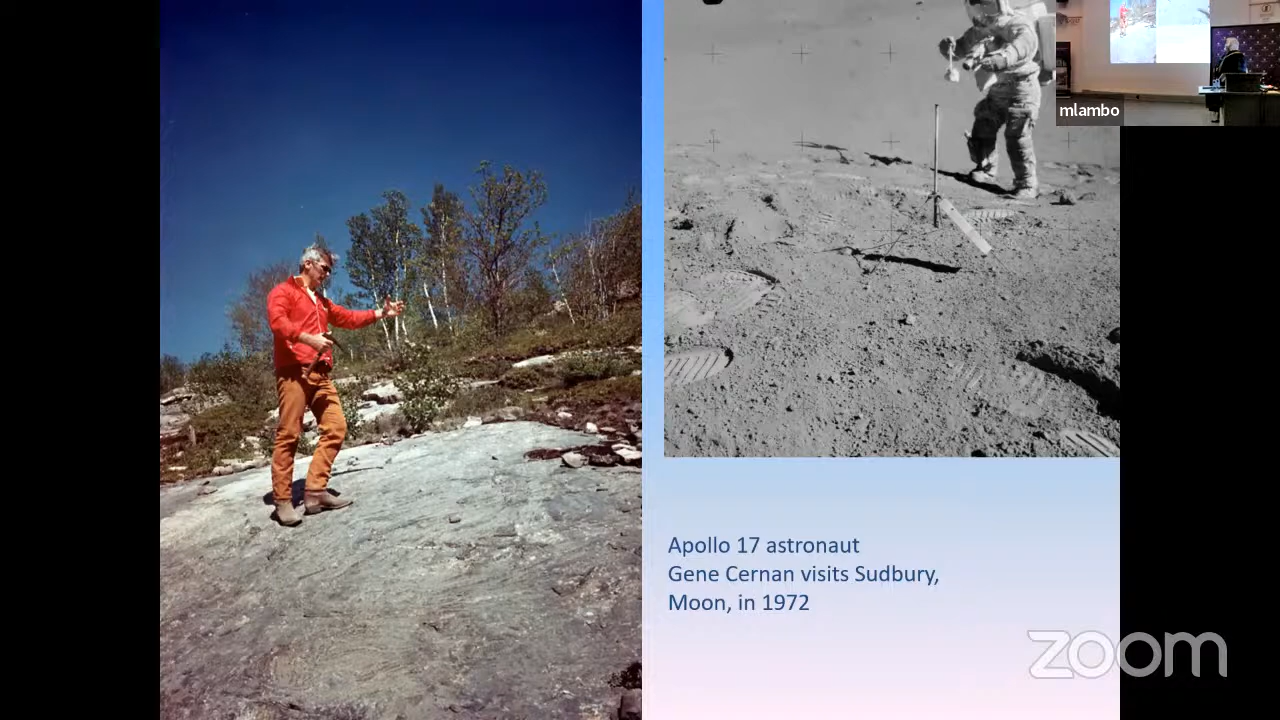 mlambo
Apollo 17 astronaut
Gene Cernan visits Sudbury,
Moon, in 1972
zoom